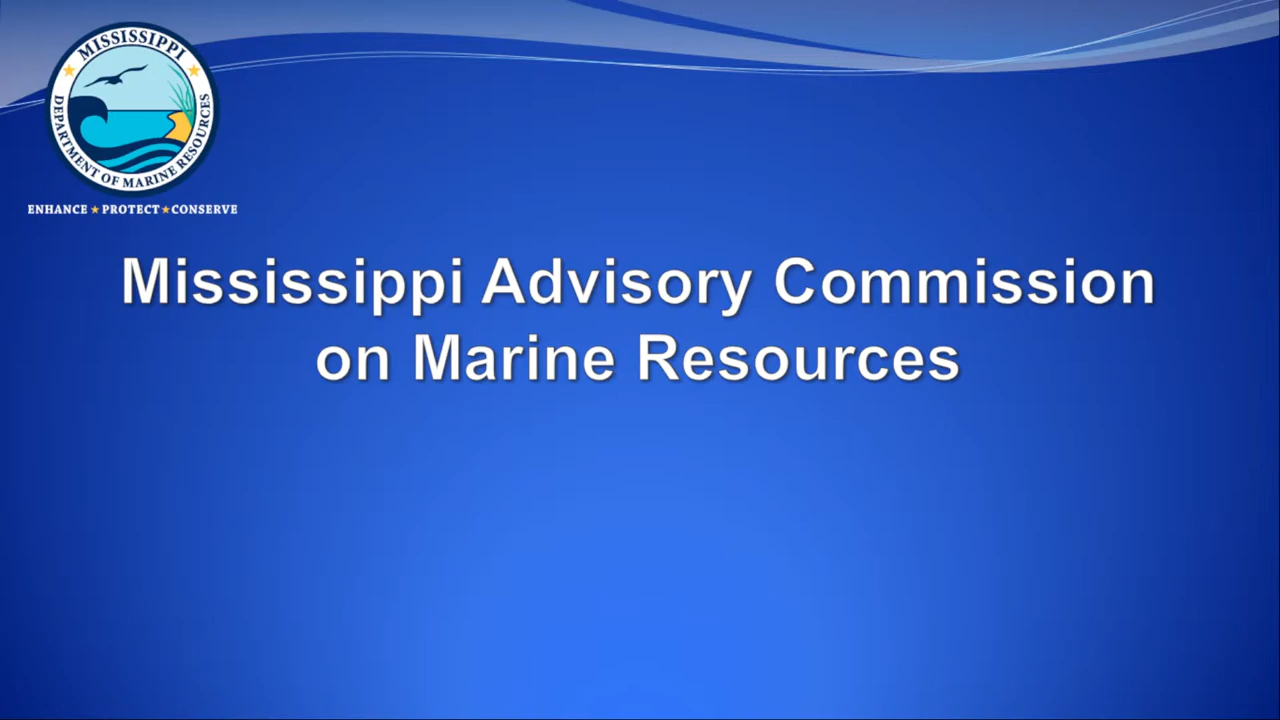 MISSISSIPPI
DEPARTMENT OF MARINE RESOURCES
ENHANCE ★ PROTECT ★ CONSERVE
Mississippi Advisory Commission
on Marine Resources